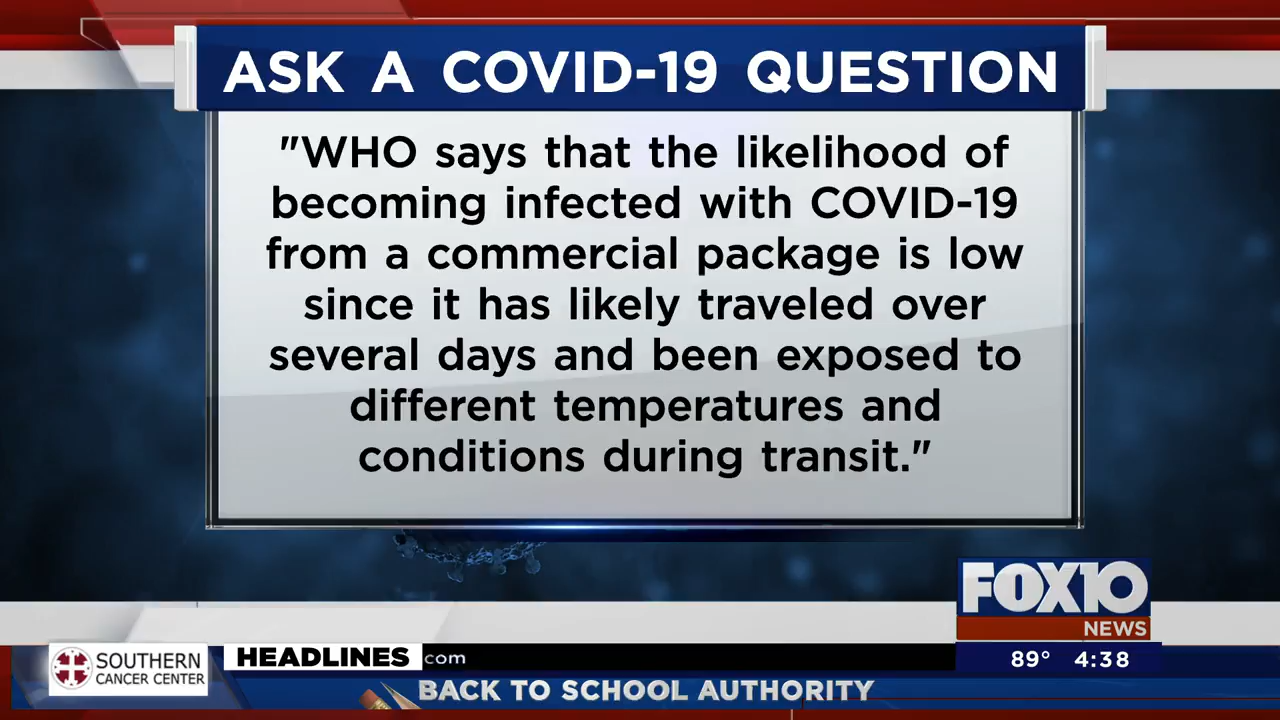 ASK A COVID-19 QUESTION
"WHO says that the likelihood of
becoming infected with COVID-19
from a commercial package is low
since it has likely traveled over
several days and been exposed to
different temperatures and
conditions during transit."
FOX10
NEWS
89° 4:38
SOUTHERN
CANCER CENTER
HEADLINES
com
BACK TO SCHOOL AUTHORITY